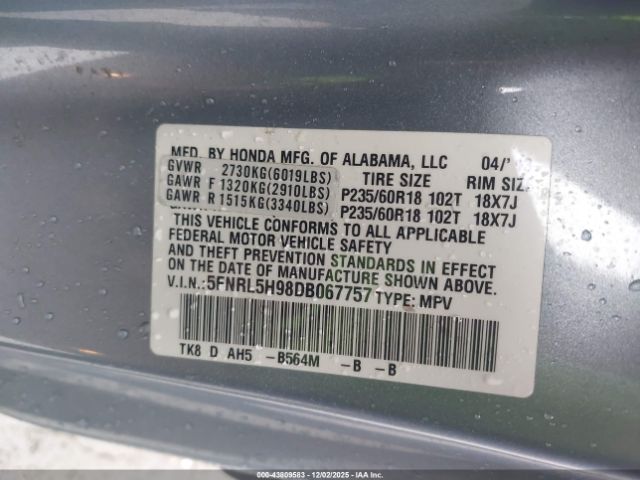 MFD. BY HONDA MFG. OF ALABAMA, LLC 04/'
GVWR 2730KG(6019LBS) TIRE SIZE RIM SIZ
GAWR F 1320KG(2910LBS) P235/60R18 102T 18X7J
GAWR R 1515KG(3340LBS) P235/60R18 102T 18X7J
THIS VEHICLE CONFORMS TO ALL APPLICABLE
FEDERAL MOTOR VEHICLE SAFETY
AND THEFT PREVENTION STANDARDS IN EFFECT
ON THE DATE OF MANUFACTURE SHOWN ABOVE.
V.I.N.:5FNRL5H98DB067757 TYPE: MPV
TK8 D AH5 -B564M -B -B
000-43809583 - 12/02/2025 - COPART